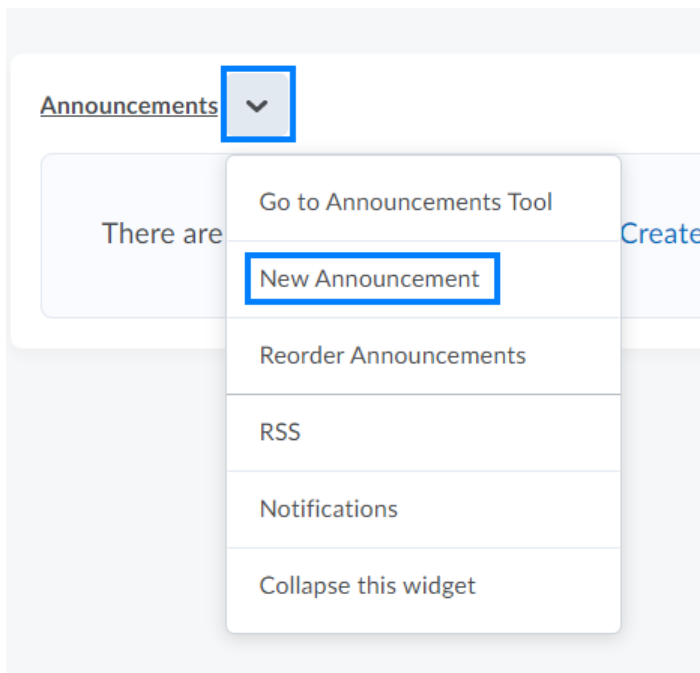 Announcements
Go to Announcements Tool
There are
Create
New Announcement
Reorder Announcements
RSS
Notifications
Collapse this widget